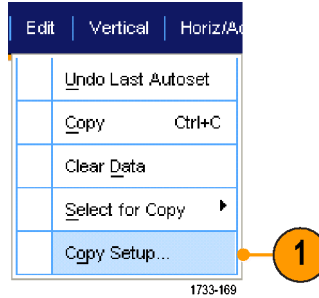 Edit | Vertical | Horiz/A
Undo Last Autoset
Copy Ctrl+C
Clear Data
Select for Copy
Copy Setup...
1
1733-169